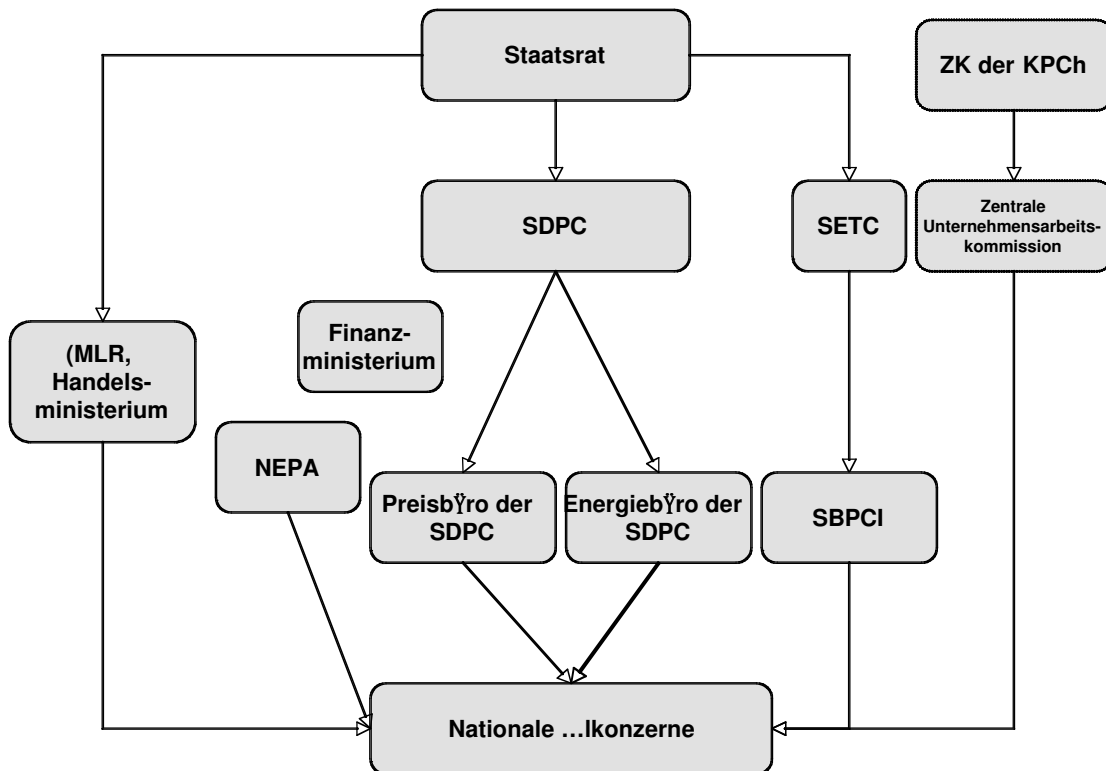 Staatsrat
ZK der KPCh
SDPC
SETC
Zentrale
Unternehmensarbeits-
kommission
Finanz-
ministerium
(MLR,
Handels-
ministerium
NEPA
PreisbŸro der
SDPC
EnergiebŸro der
SDPC
SBPCI
Nationale …lkonzerne